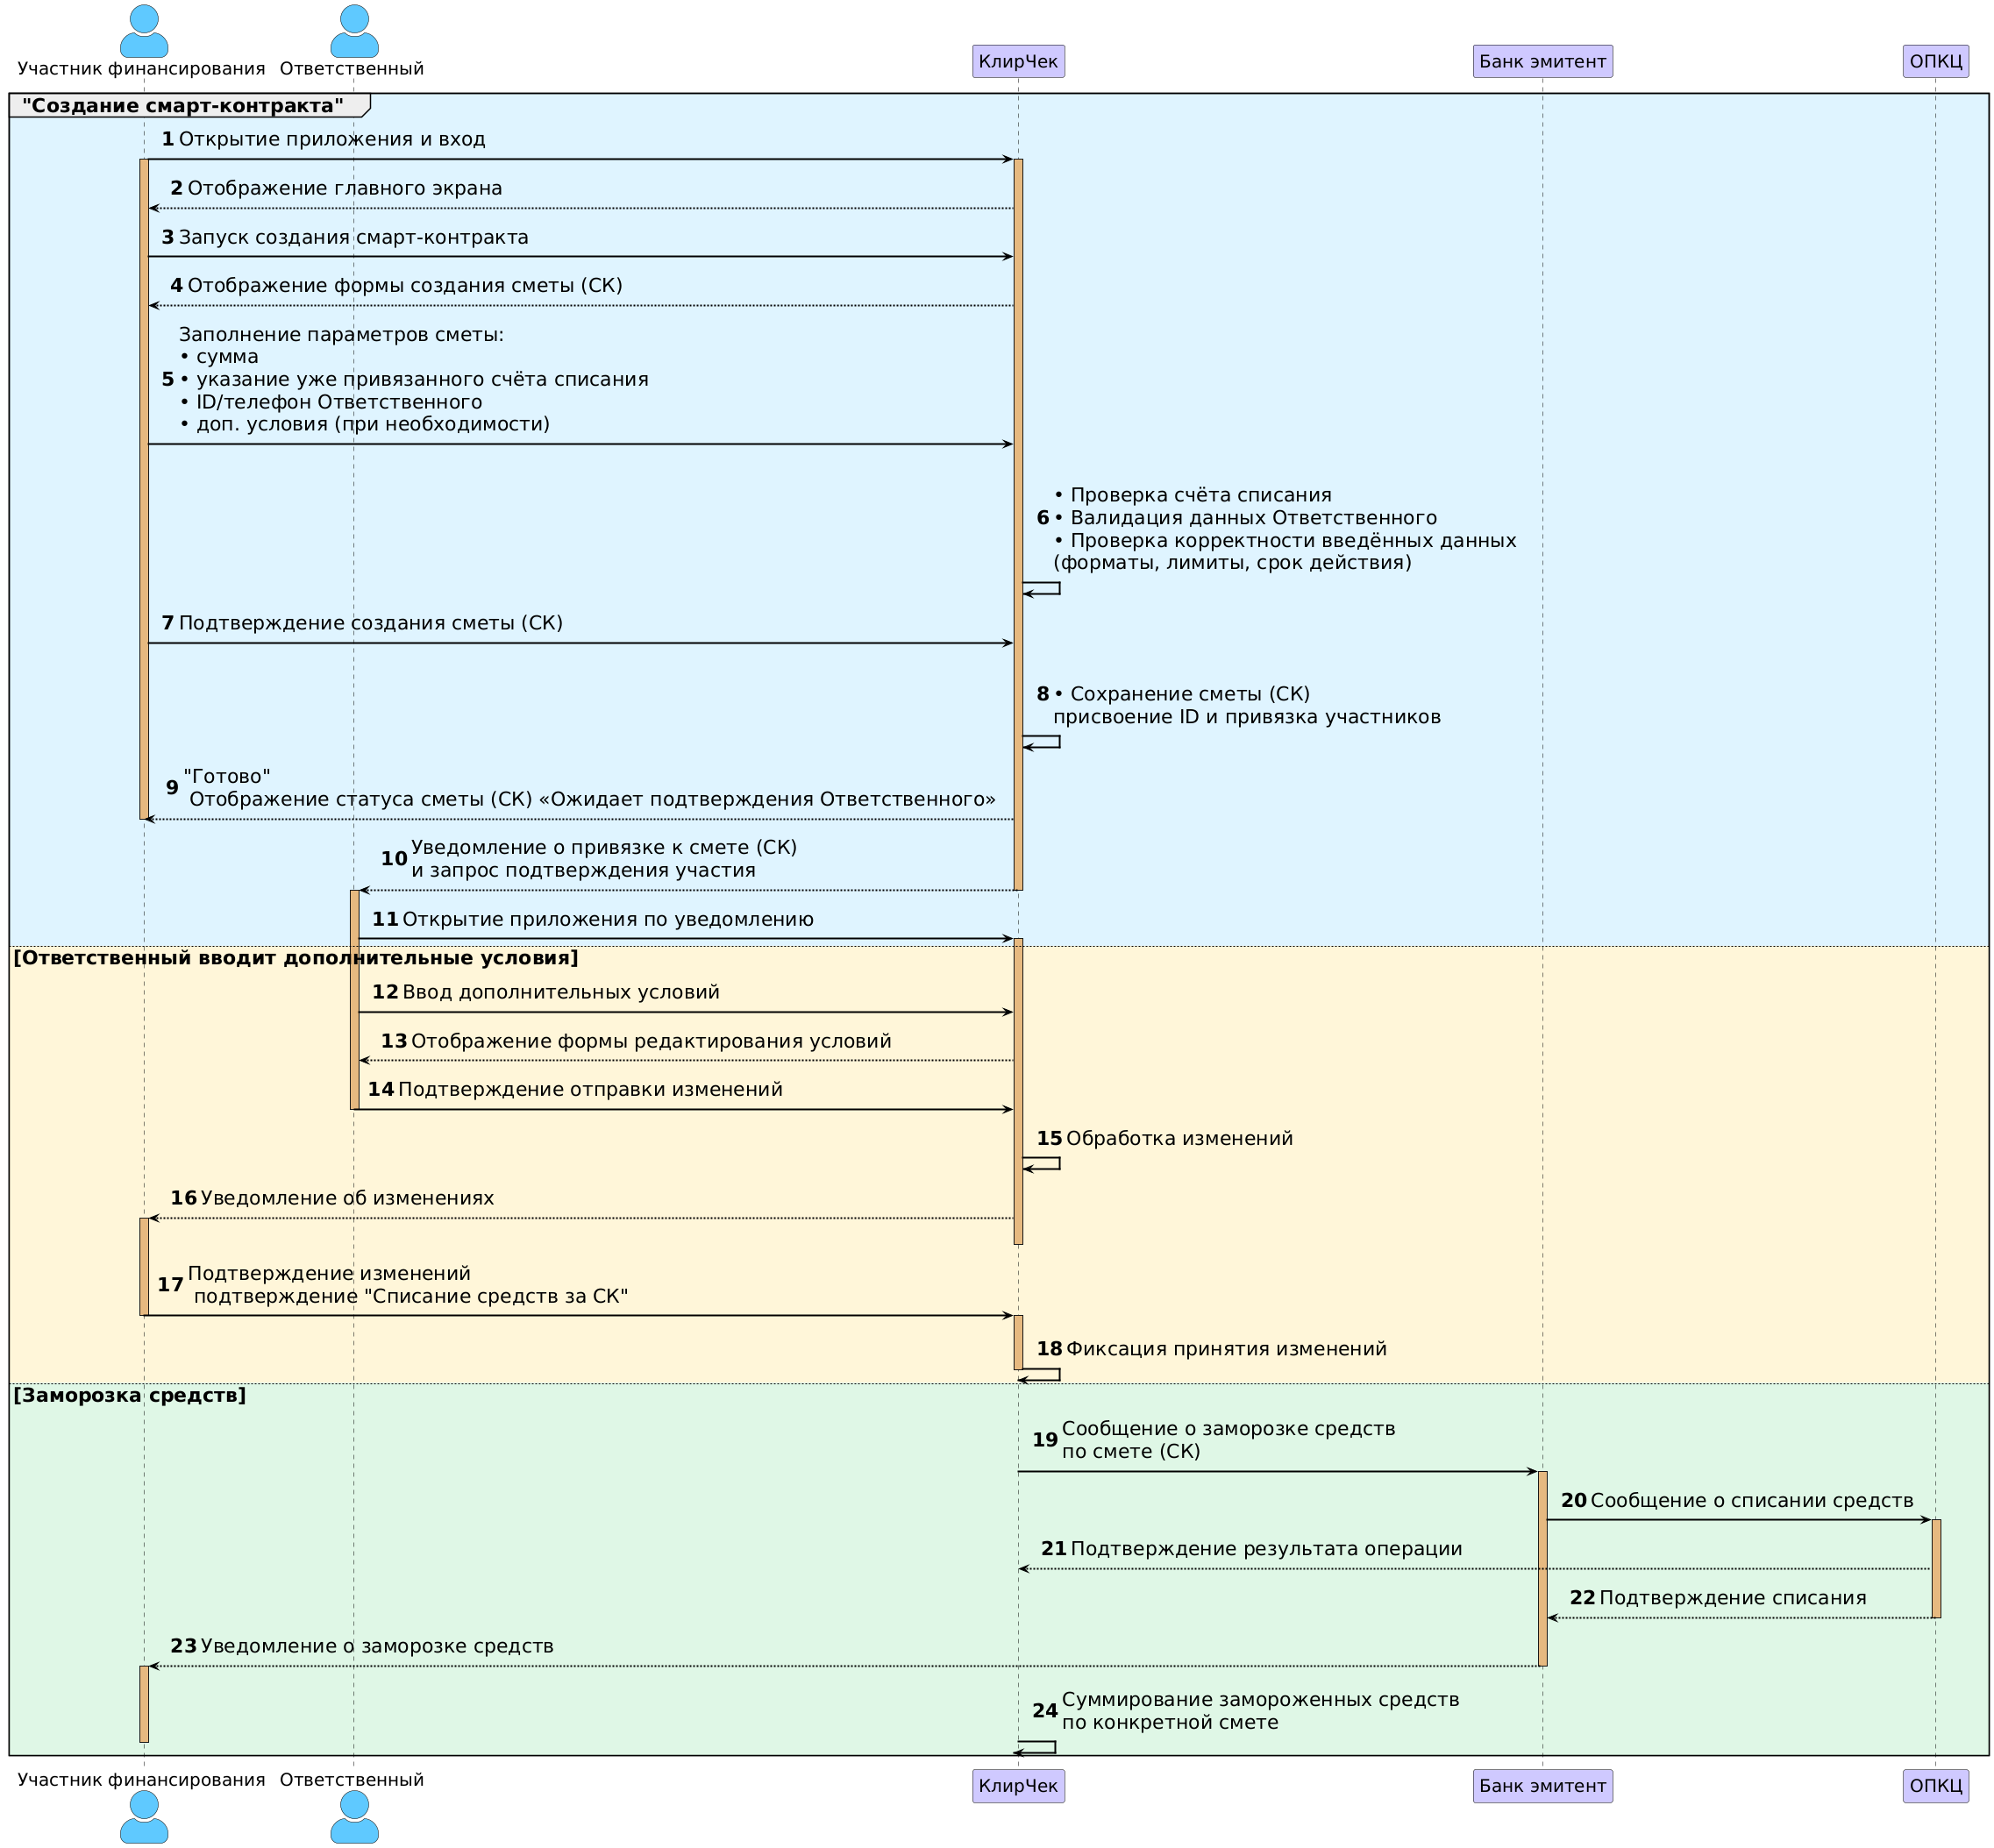 Участник финансирования
Ответственный
КлирЧек
Банк эмитент
ОПКЦ
"Создание смарт-контракта"
1 Открытие приложения и вход
2 Отображение главного экрана
3 Запуск создания смарт-контракта
4 Отображение формы создания сметы (СК)
Заполнение параметров сметы:
• сумма
5 • указание уже привязанного счёта списания
• ID/телефон Ответственного
• доп. условия (при необходимости)
• Проверка счёта списания
6 • Валидация данных Ответственного
• Проверка корректности введённых данных
(форматы, лимиты, срок действия)
7 Подтверждение создания сметы (СК)
8 • Сохранение сметы (СК)
присвоение ID и привязка участников
9 "Готово"
Отображение статуса сметы (СК) «Ожидает подтверждения Ответственного»
10 Уведомление о привязке к смете (СК)
и запрос подтверждения участия
11 Открытие приложения по уведомлению
[Ответственный вводит дополнительные условия]
12 Ввод дополнительных условий
13 Отображение формы редактирования условий
14 Подтверждение отправки изменений
15 Обработка изменений
16 Уведомление об изменениях
17 Подтверждение изменений
подтверждение "Списание средств за СК"
18 Фиксация принятия изменений
[Заморозка средств]
19 Сообщение о заморозке средств
по смете (СК)
20 Сообщение о списании средств
21 Подтверждение результата операции
22 Подтверждение списания
23 Уведомление о заморозке средств
24 Суммирование замороженных средств
по конкретной смете
Участник финансирования
Ответственный
КлирЧек
Банк эмитент
ОПКЦ